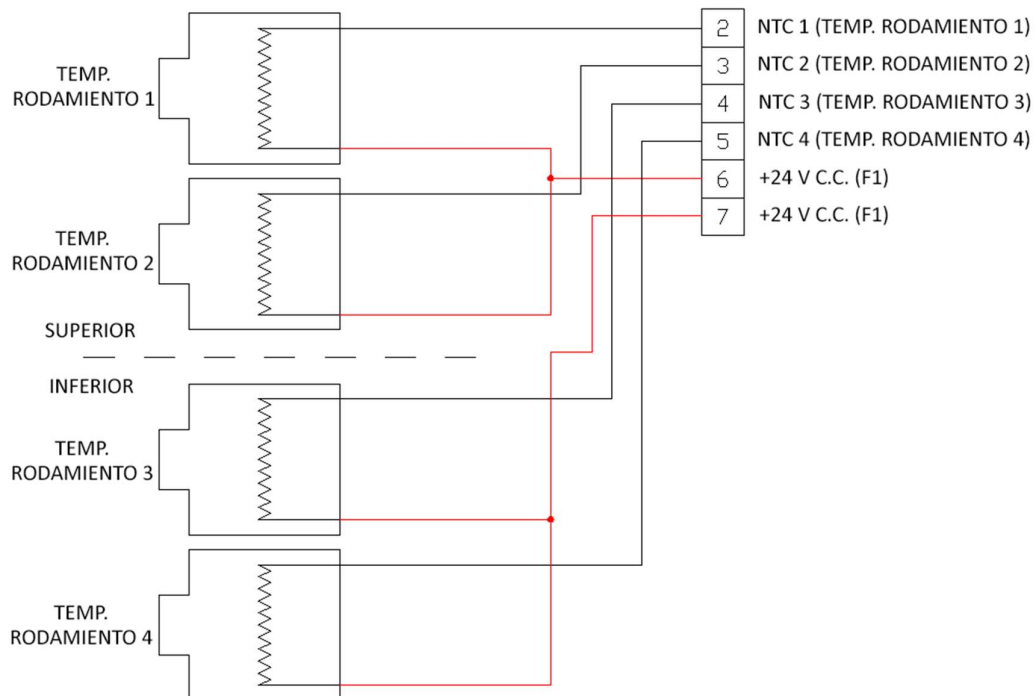 2 NTC 1 (TEMP. RODAMIENTO 1)
3 NTC 2 (TEMP. RODAMIENTO 2)
4 NTC 3 (TEMP. RODAMIENTO 3)
5 NTC 4 (TEMP. RODAMIENTO 4)
6 +24 V C.C. (F1)
7 +24 V C.C. (F1)
TEMP.
RODAMIENTO 1
TEMP.
RODAMIENTO 2
SUPERIOR
INFERIOR
TEMP.
RODAMIENTO 3
TEMP.
RODAMIENTO 4